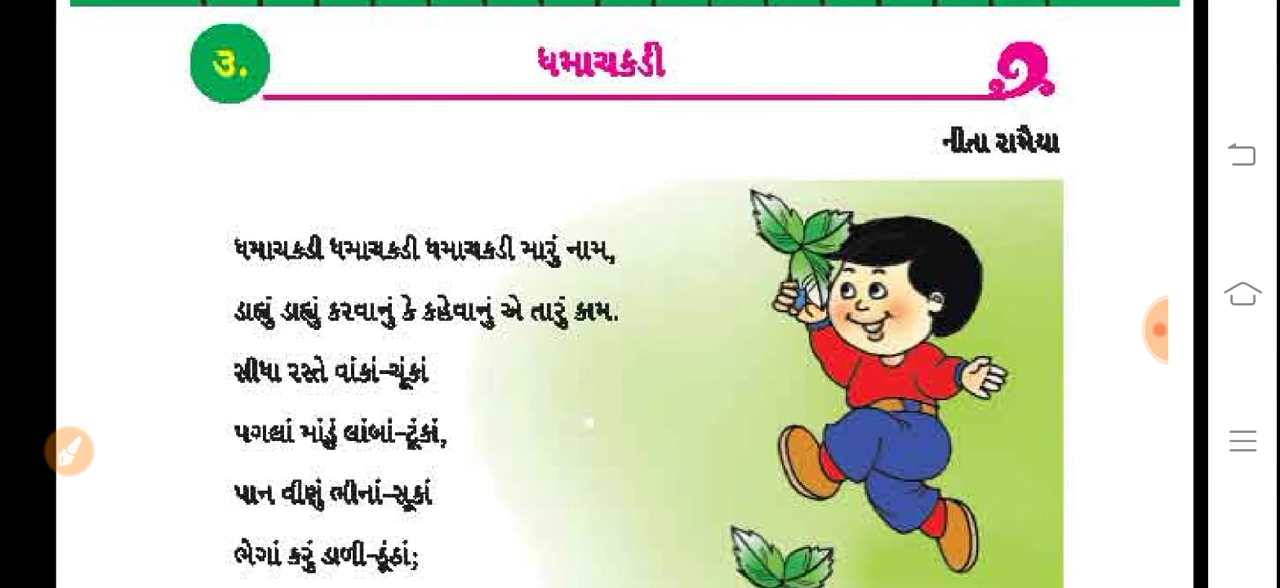 ૩.
ધમાચકડી
નીતા રામૈયા
ધમાચકડી ધમાચકડી ધમાચકડી મારું નામ,
ડાહ્યું ડાહ્યું કરવાનું કે કહેવાનું એ તારું કામ.
સીધા રસ્તે વાંકાં-ચૂંકાં
પગલાં માંડું લાંબાં-ટૂંકાં,
પાન વીણું ભીનાં-સૂકાં
ભેગાં કરું ડાળી-ઠૂંઠાં;